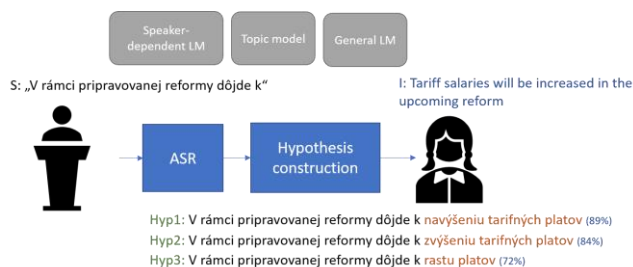 Speaker-
dependent LM
Topic model
General LM
S: „V rámci pripravovanej reformy dôjde k“
I: Tariff salaries will be increased in the
upcoming reform
ASR
Hypothesis
construction
Hyp1: V rámci pripravovanej reformy dôjde k navýšeniu tarifných platov (89%)
Hyp2: V rámci pripravovanej reformy dôjde k zvýšeniu tarifných platov (84%)
Hyp3: V rámci pripravovanej reformy dôjde k rastu platov (72%)